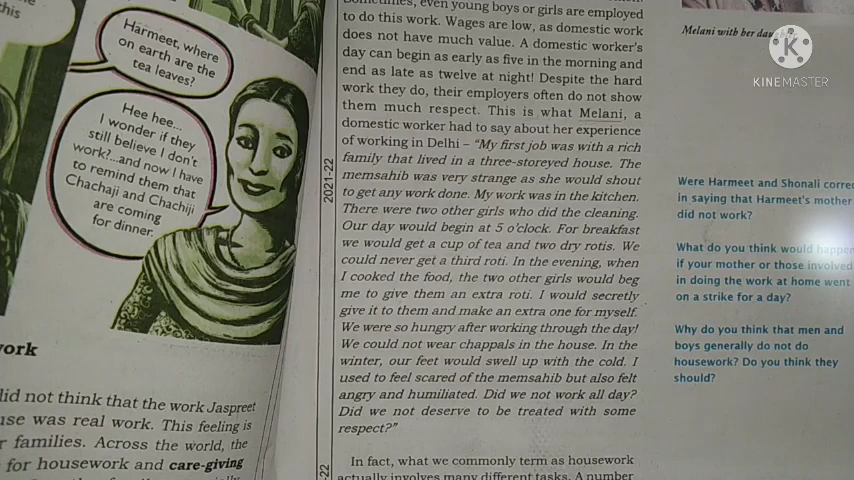 this
Harmeet, where
on earth are the
tea leaves?
Hee hee...
I wonder if they
still believe I don't
work?...and now I have
to remind them that
Chachaji and Chachiji
are coming
for dinner.
work
did not think that the work Jaspreet
use was real work. This feeling is
r families. Across the world, the
for housework and care-giving
2021-22
-22
Sometimes, even young boys or girls are employed
to do this work. Wages are low, as domestic work
does not have much value. A domestic worker's
day can begin as early as five in the morning and
end as late as twelve at night! Despite the hard
work they do, their employers often do not show
them much respect. This is what Melani, a
domestic worker had to say about her experience
of working in Delhi – “My first job was with a rich
family that lived in a three-storeyed house. The
memsahib was very strange as she would shout
to get any work done. My work was in the kitchen.
There were two other girls who did the cleaning.
Our day would begin at 5 o'clock. For breakfast
we would get a cup of tea and two dry rotis. We
could never get a third roti. In the evening, when
I cooked the food, the two other girls would beg
me to give them an extra roti. I would secretly
give it to them and make an extra one for myself.
We were so hungry after working through the day!
We could not wear chappals in the house. In the
winter, our feet would swell up with the cold. I
used to feel scared of the memsahib but also felt
angry and humiliated. Did we not work all day?
Did we not deserve to be treated with some
respect?”
In fact, what we commonly term as housework
actually involves many different tasks. A number
Melani with her
KINEMASTER
Were Harmeet and Shonali correc
in saying that Harmeet's mother
did not work?
What do you think would happen
if your mother or those involved
in doing the work at home went
on a strike for a day?
Why do you think that men and
boys generally do not do
housework? Do you think they
should?